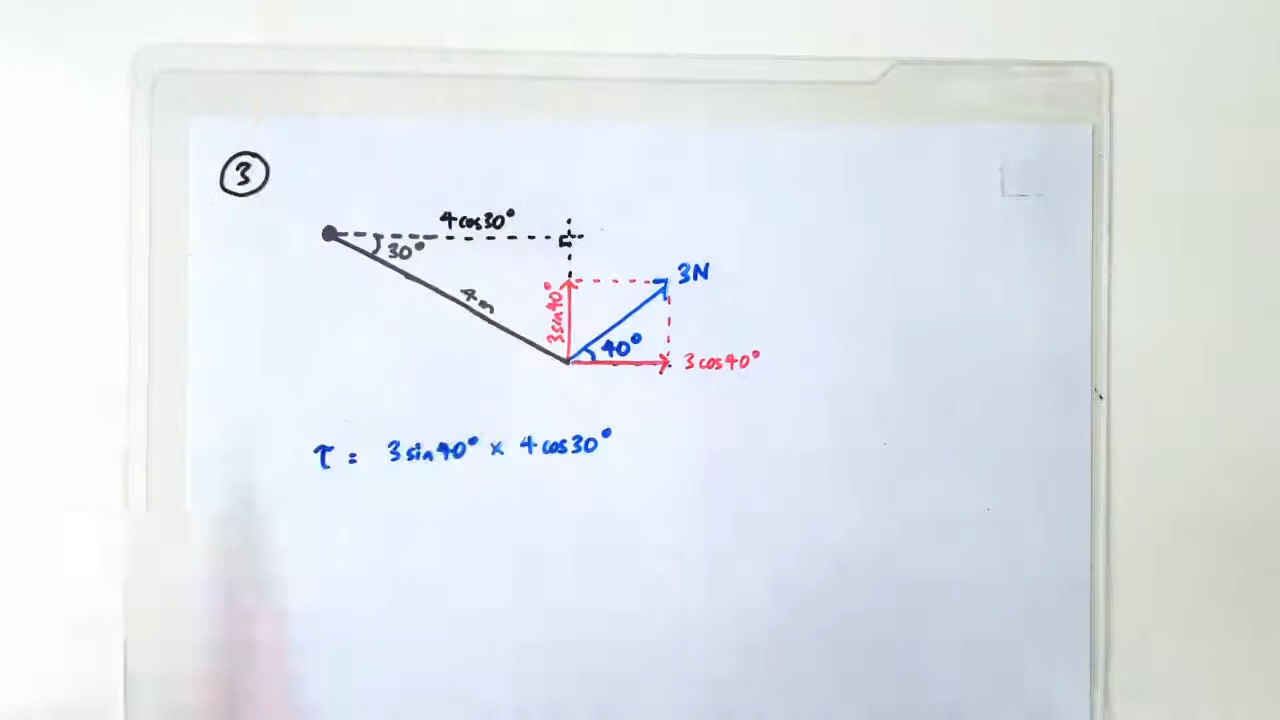 3
4cos30°
30°
4m
3sin40°
3N
40°
3cos40°
τ = 3sin40° × 4cos30°